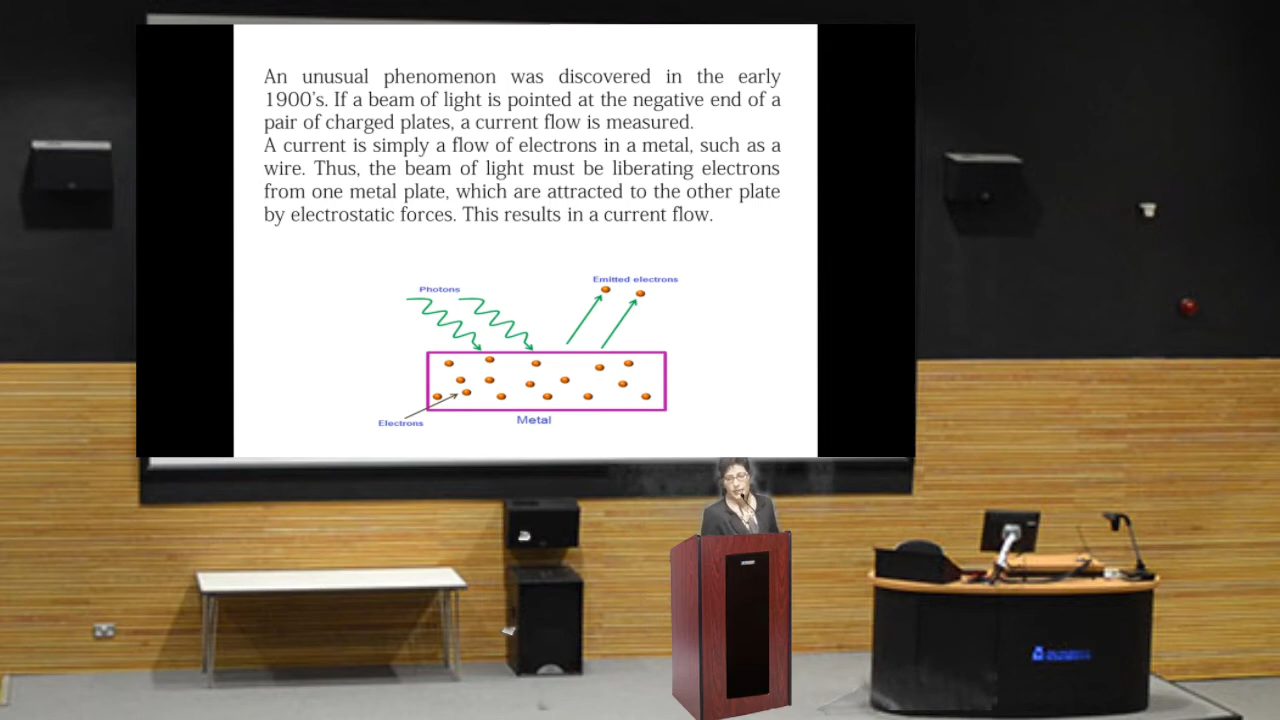 An unusual phenomenon was discovered in the early
1900's. If a beam of light is pointed at the negative end of a
pair of charged plates, a current flow is measured.
A current is simply a flow of electrons in a metal, such as a
wire. Thus, the beam of light must be liberating electrons
from one metal plate, which are attracted to the other plate
by electrostatic forces. This results in a current flow.
Emitted electrons
Photons
Electrons
Metal